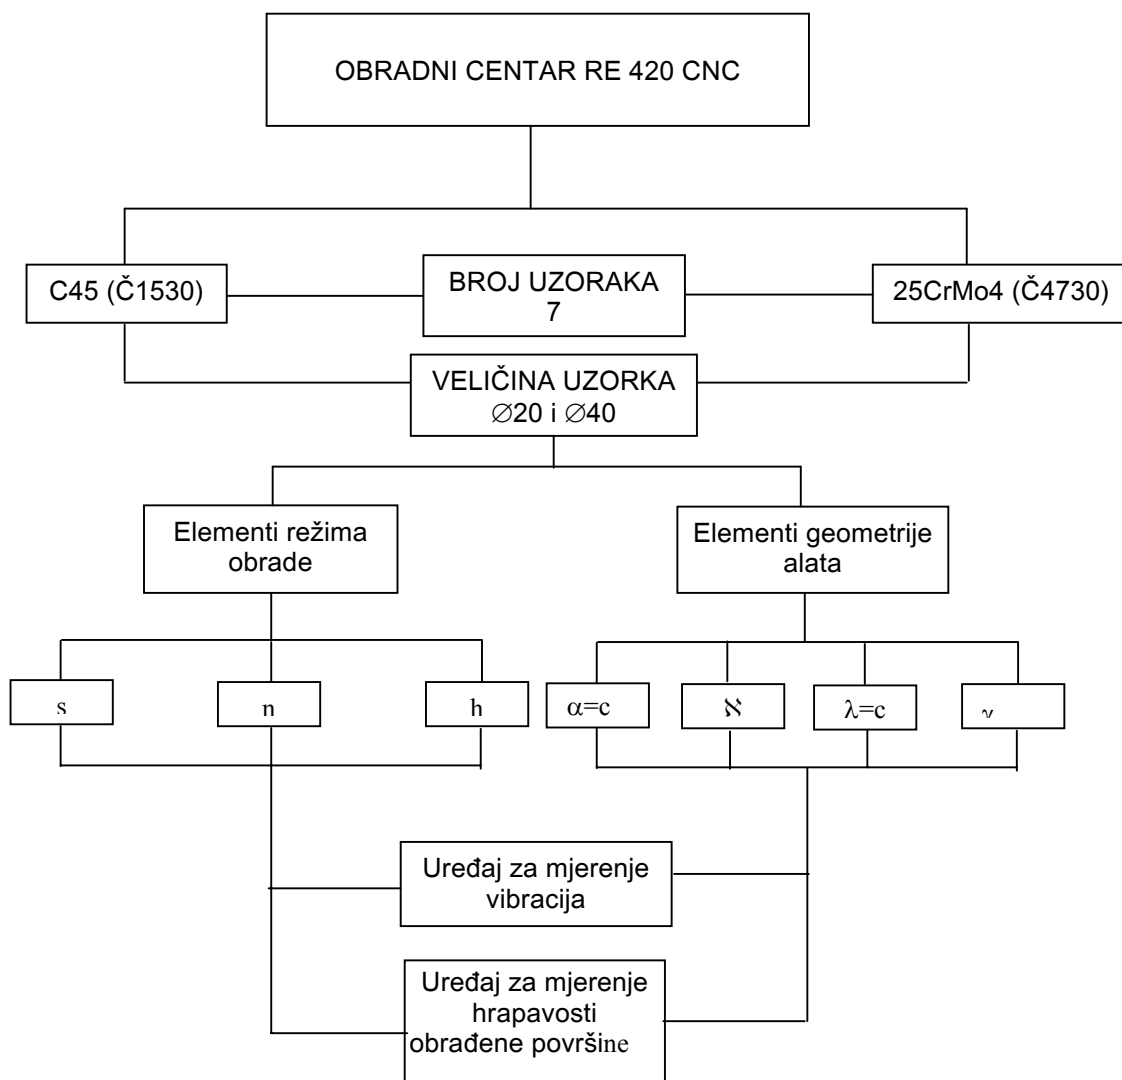 OBRADNI CENTAR RE 420 CNC
C45 (Č1530)
BROJ UZORAKA
7
25CrMo4 (Č4730)
VELIČINA UZORKA
∅20 i ∅40
Elementi režima
obrade
Elementi geometrije
alata
s
n
h
α=c
ℵ
λ=c
Uređaj za mjerenje
vibracija
Uređaj za mjerenje
hrapavosti
obrađene površine